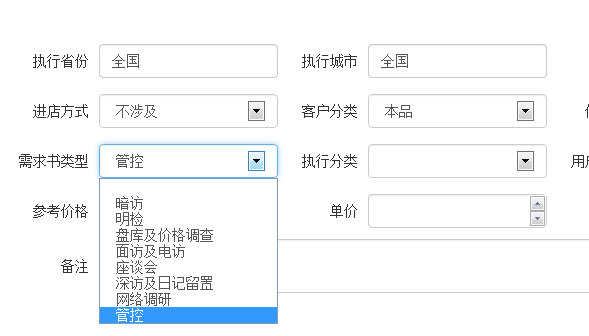 执行省份 全国 执行城市 全国
进店方式 不涉及 客户分类 本品
需求书类型 管控 执行分类 用户
参考价格 单价
备注
暗访
明检
盘库及价格调查
面访及电访
座谈会
深访及日记留置
网络调研
管控